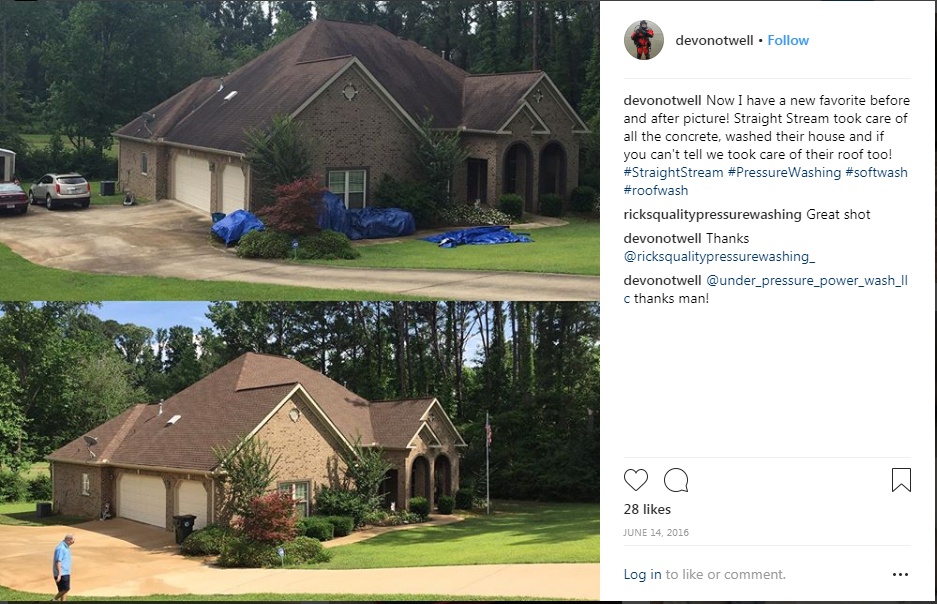 devonotwell • Follow
devonotwell Now I have a new favorite before
and after picture! Straight Stream took care of
all the concrete, washed their house and if
you can't tell we took care of their roof too!
#StraightStream #PressureWashing #softwash
#roofwash
ricksqualitypressurewashing Great shot
devonotwell Thanks
@ricksqualitypressurewashing_
devonotwell @under_pressure_power_wash_ll
c thanks man!
28 likes
JUNE 14, 2016
Log in to like or comment.